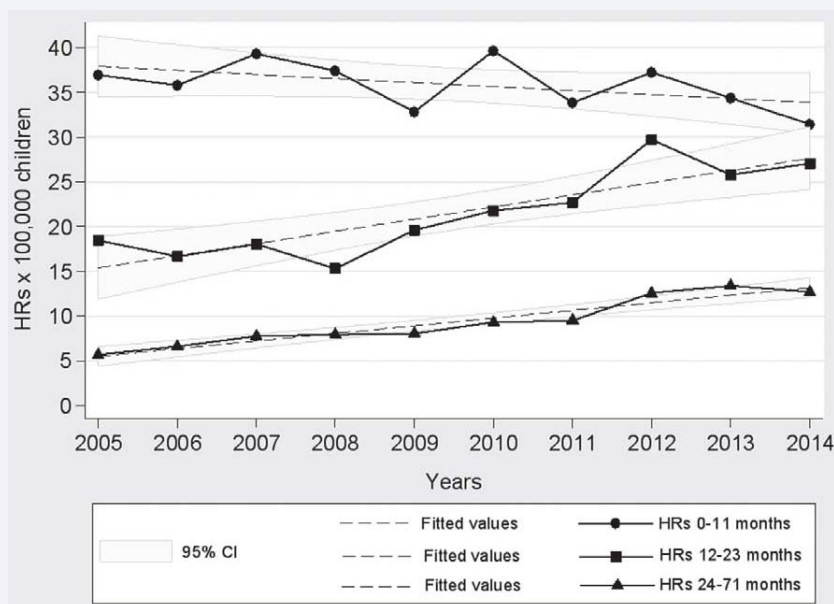 HRs x 100,000 children
40
35
30
25
20
15
10
5
0
2005 2006 2007 2008 2009 2010 2011 2012 2013 2014
Years
95% CI
Fitted values
HRs 0-11 months
Fitted values
HRs 12-23 months
Fitted values
HRs 24-71 months